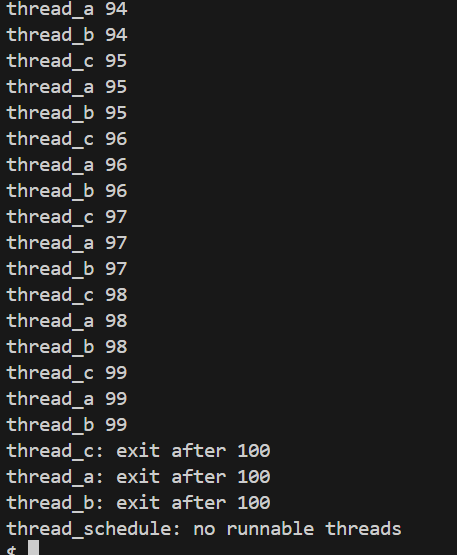 thread_a 94
thread_b 94
thread_c 95
thread_a 95
thread_b 95
thread_c 96
thread_a 96
thread_b 96
thread_c 97
thread_a 97
thread_b 97
thread_c 98
thread_a 98
thread_b 98
thread_c 99
thread_a 99
thread_b 99
thread_c: exit after 100
thread_a: exit after 100
thread_b: exit after 100
thread_schedule: no runnable threads
$